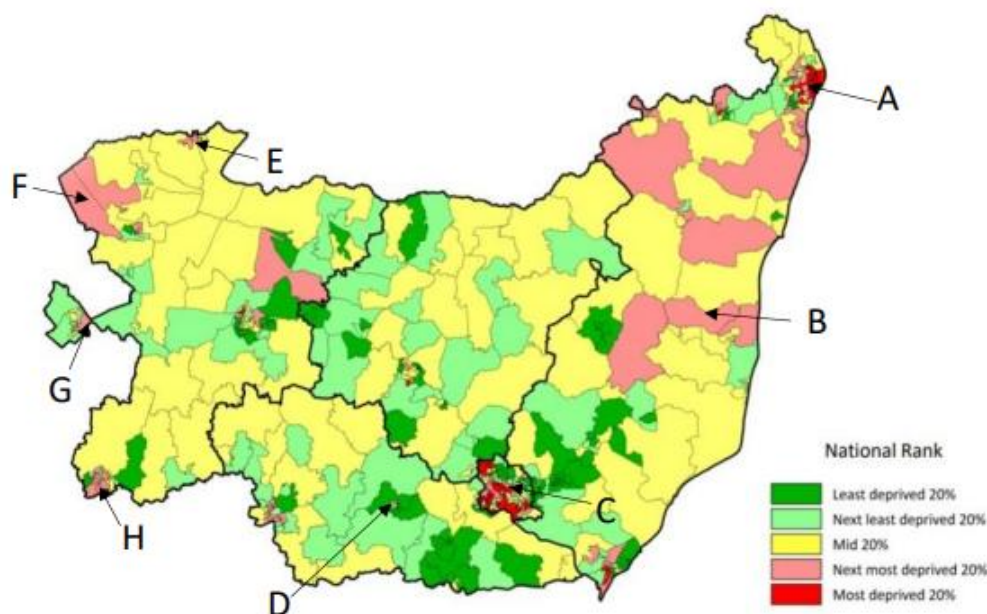 A
E
F
B
G
C
H
D
National Rank
Least deprived 20%
Next least deprived 20%
Mid 20%
Next most deprived 20%
Most deprived 20%